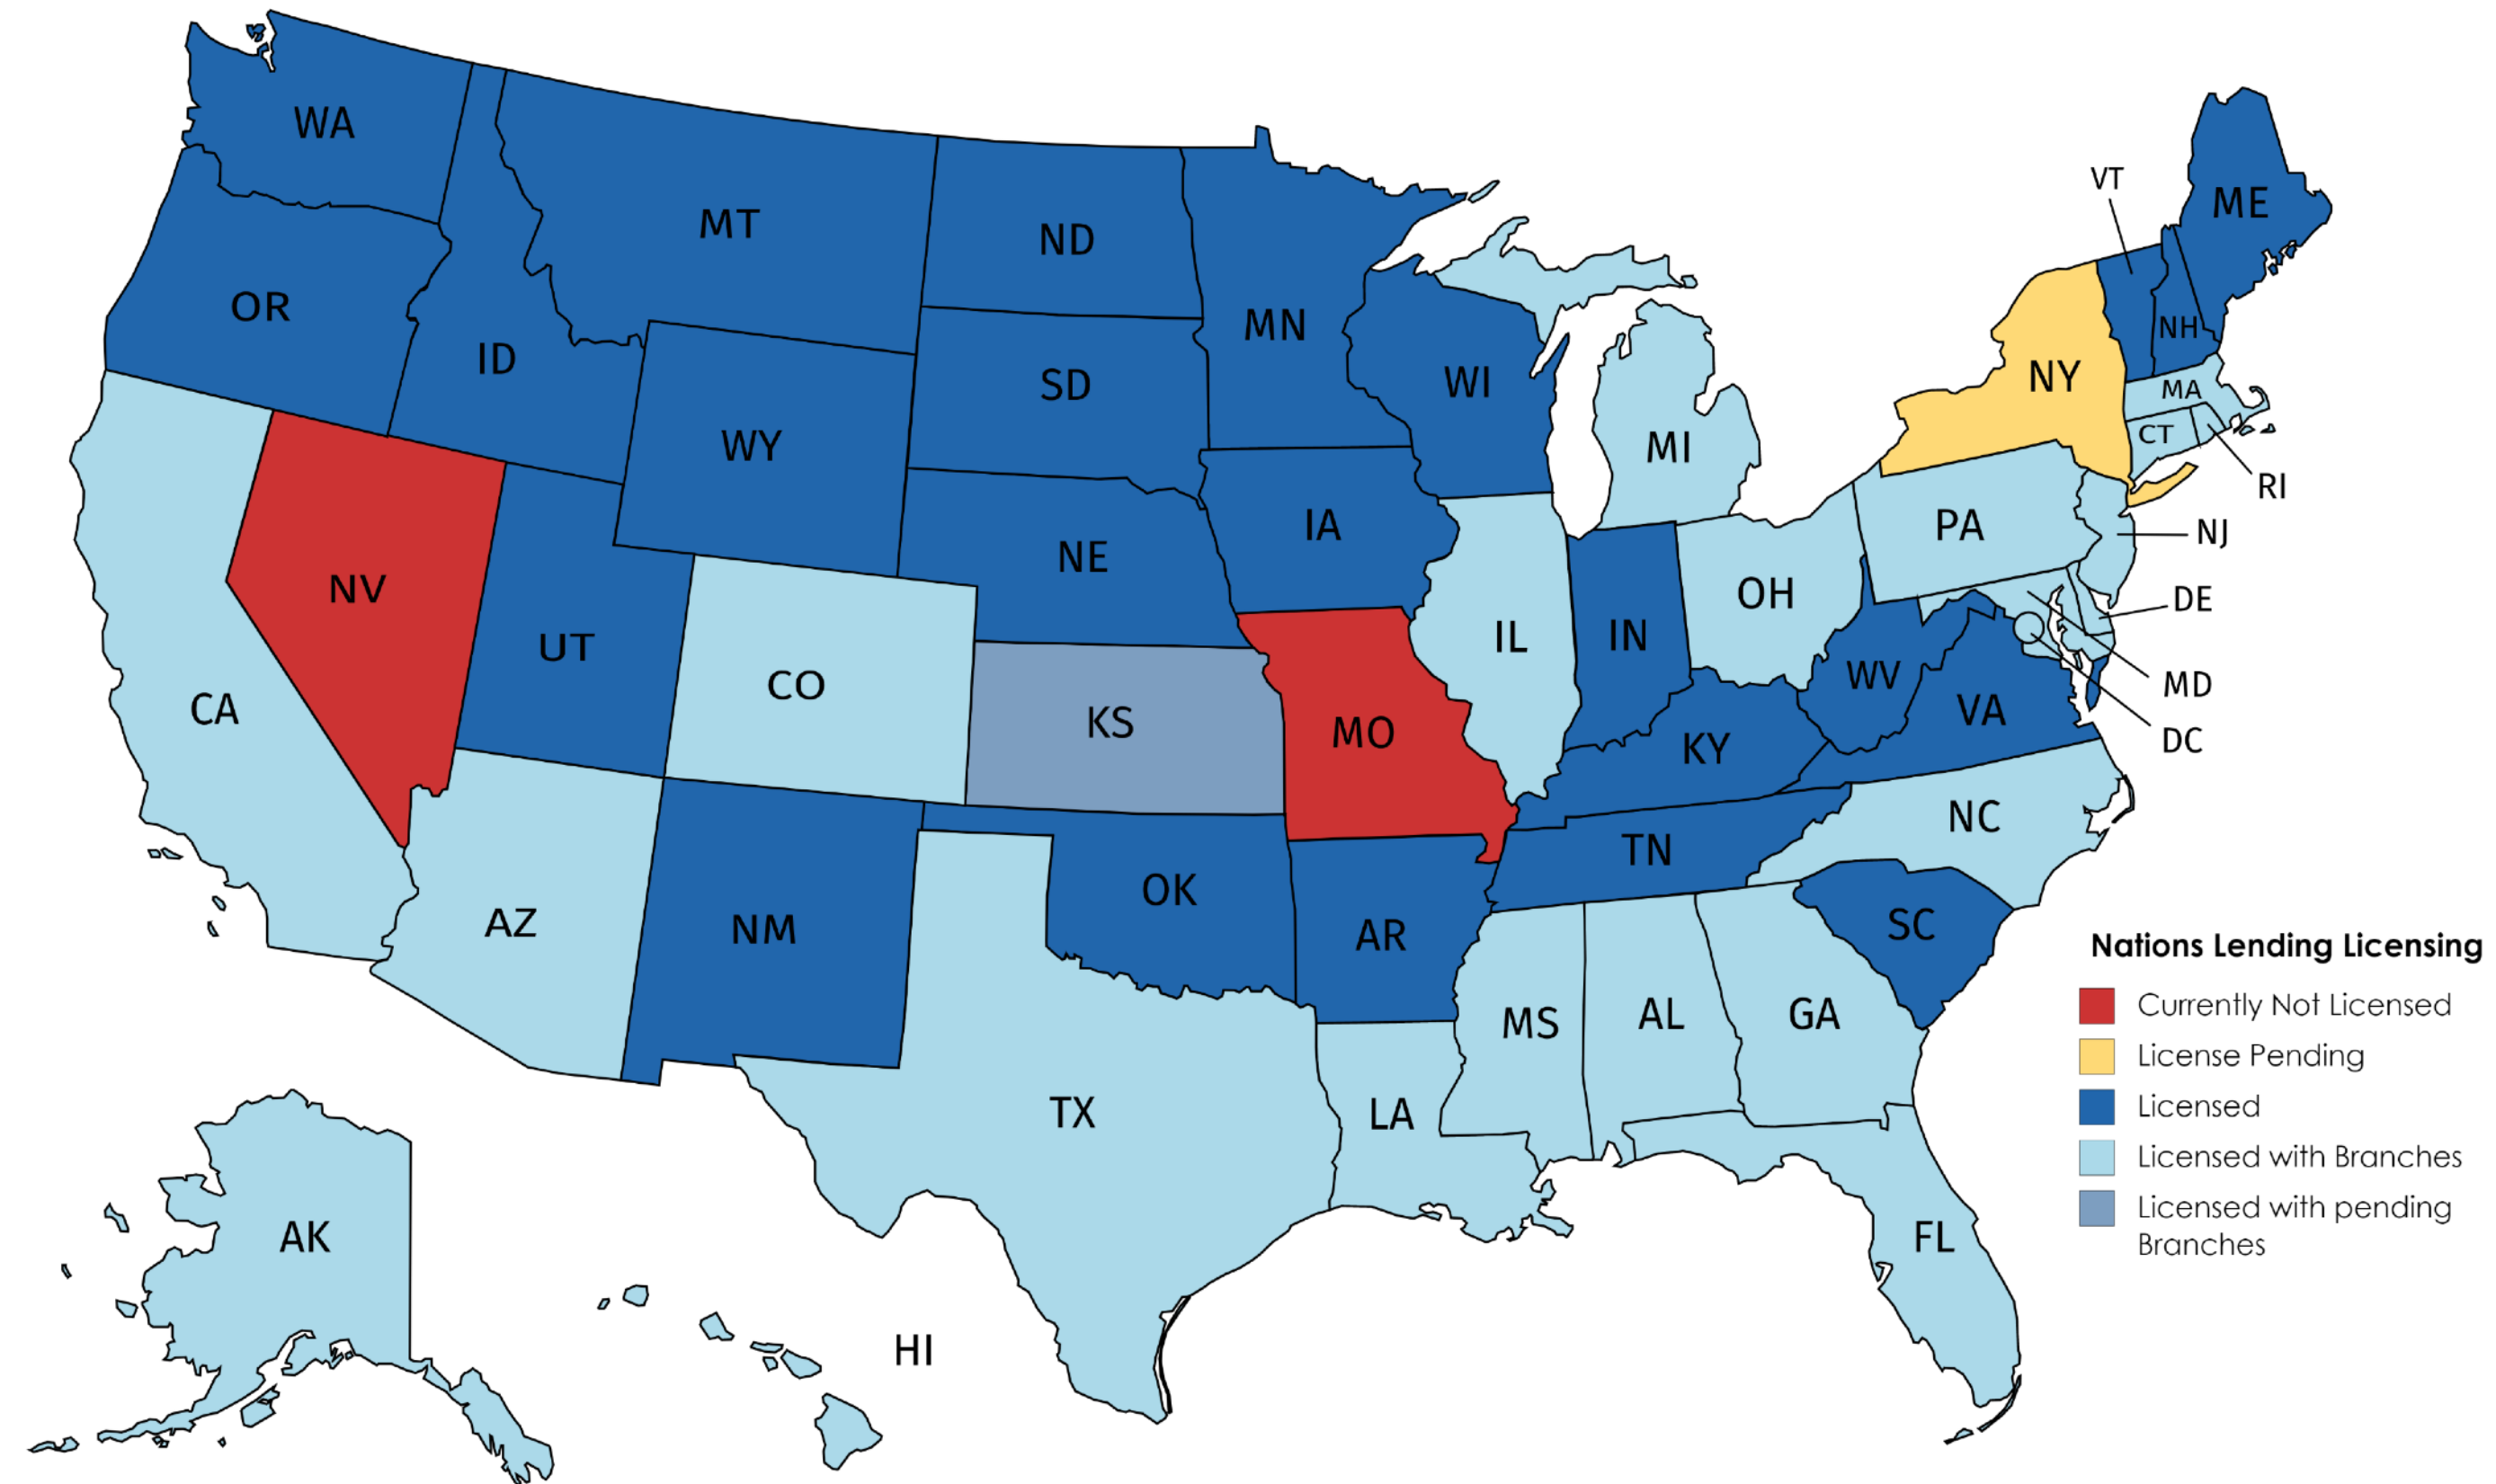 WA
MT
ND
MN
VT
ME
OR
ID
SD
WI
NH
NY
MA
WY
MI
CT
RI
IA
PA
NJ
NV
NE
OH
DE
UT
CO
IL
IN
WV
MD
CA
KS
MO
KY
VA
DC
NC
TN
AZ
NM
OK
AR
SC
MS
AL
GA
TX
LA
AK
FL
HI
Nations Lending Licensing
Currently Not Licensed
License Pending
Licensed
Licensed with Branches
Licensed with pending
Branches